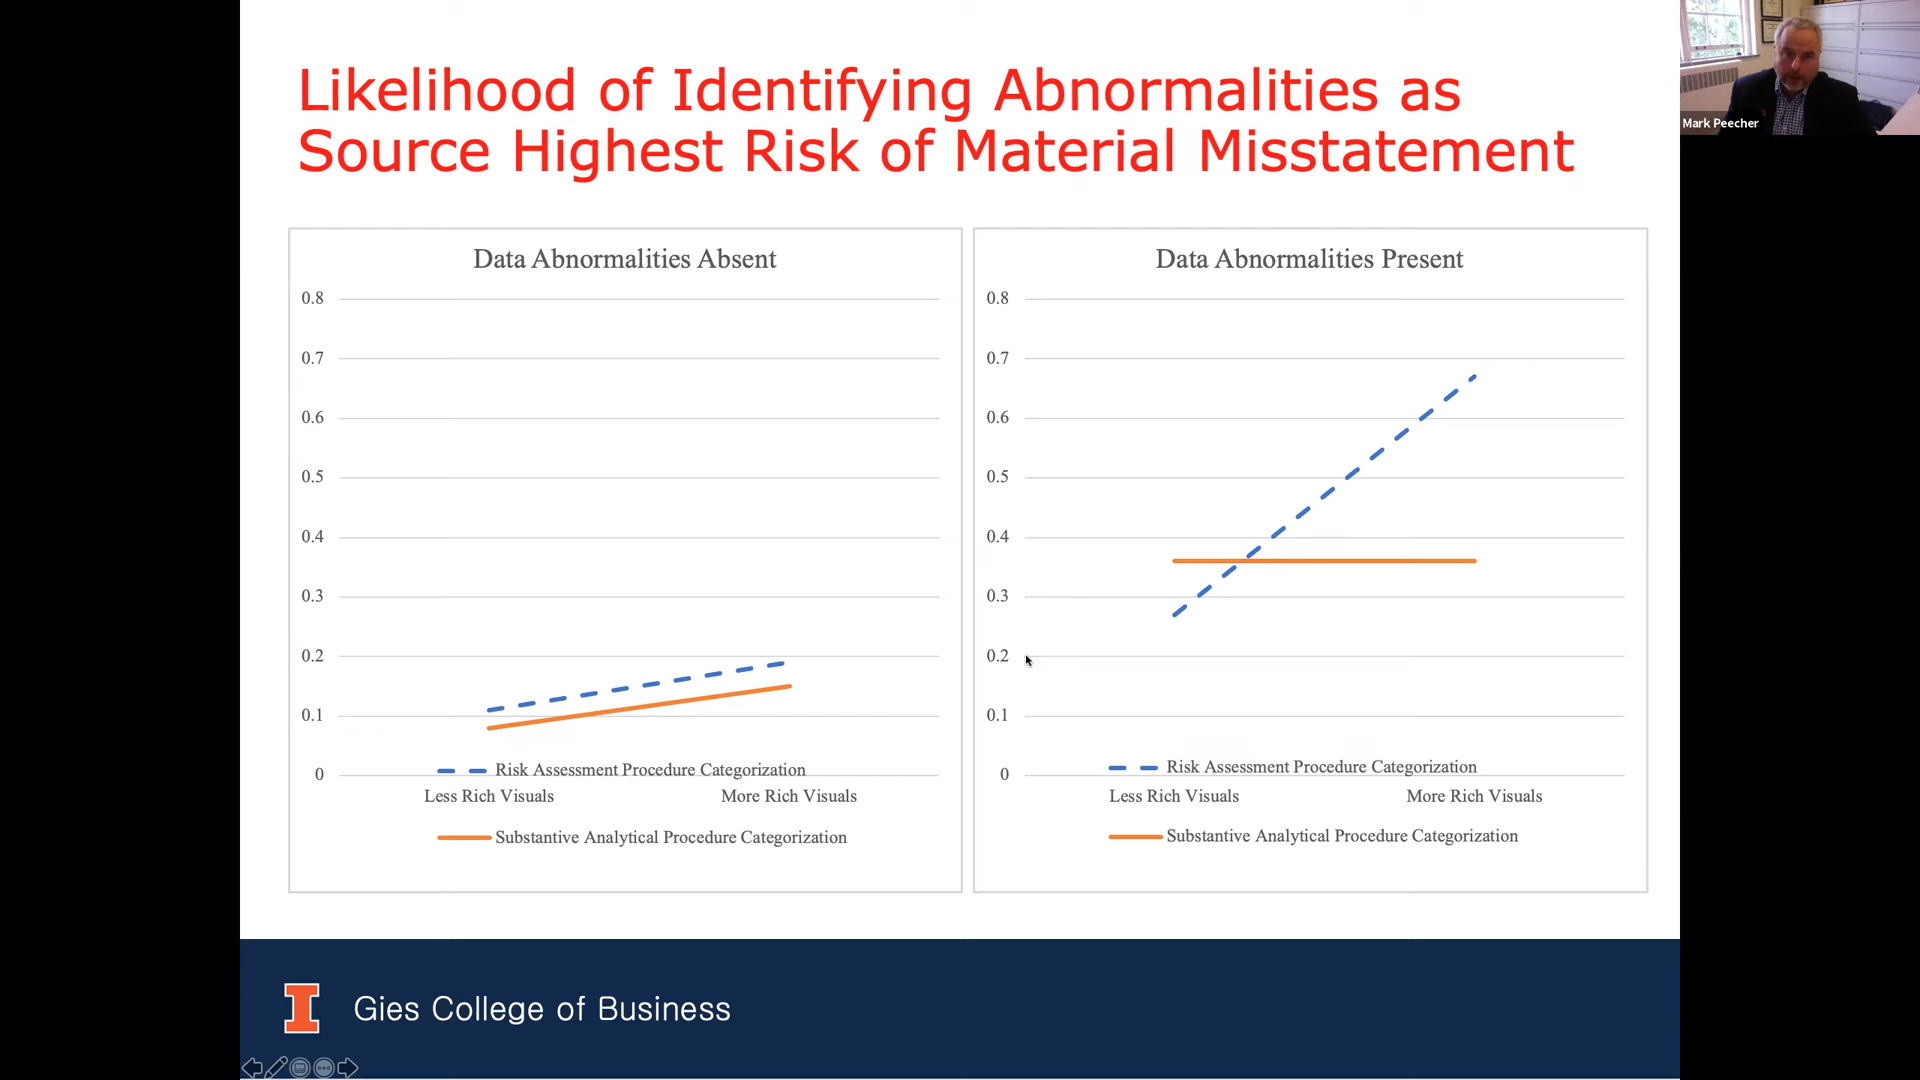 Likelihood of Identifying Abnormalities as
Source Highest Risk of Material Misstatement
Mark Peecher
Data Abnormalities Absent
0.8
0.7
0.6
0.5
0.4
0.3
0.2
0.1
0
Risk Assessment Procedure Categorization
Less Rich Visuals
More Rich Visuals
Substantive Analytical Procedure Categorization
Data Abnormalities Present
0.8
0.7
0.6
0.5
0.4
0.3
0.2
0.1
0
Risk Assessment Procedure Categorization
Less Rich Visuals
More Rich Visuals
Substantive Analytical Procedure Categorization
I
Gies College of Business